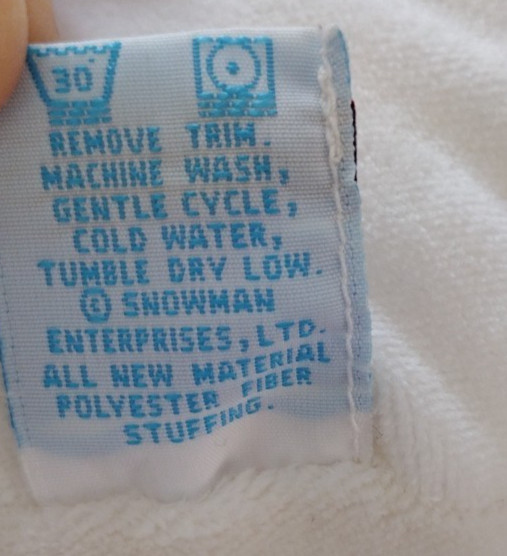 30°
REMOVE TRIM.
MACHINE WASH,
GENTLE CYCLE,
COLD WATER,
TUMBLE DRY LOW.
© SNOWMAN
ENTERPRISES, LTD.
ALL NEW MATERIAL
POLYESTER FIBER
STUFFING.